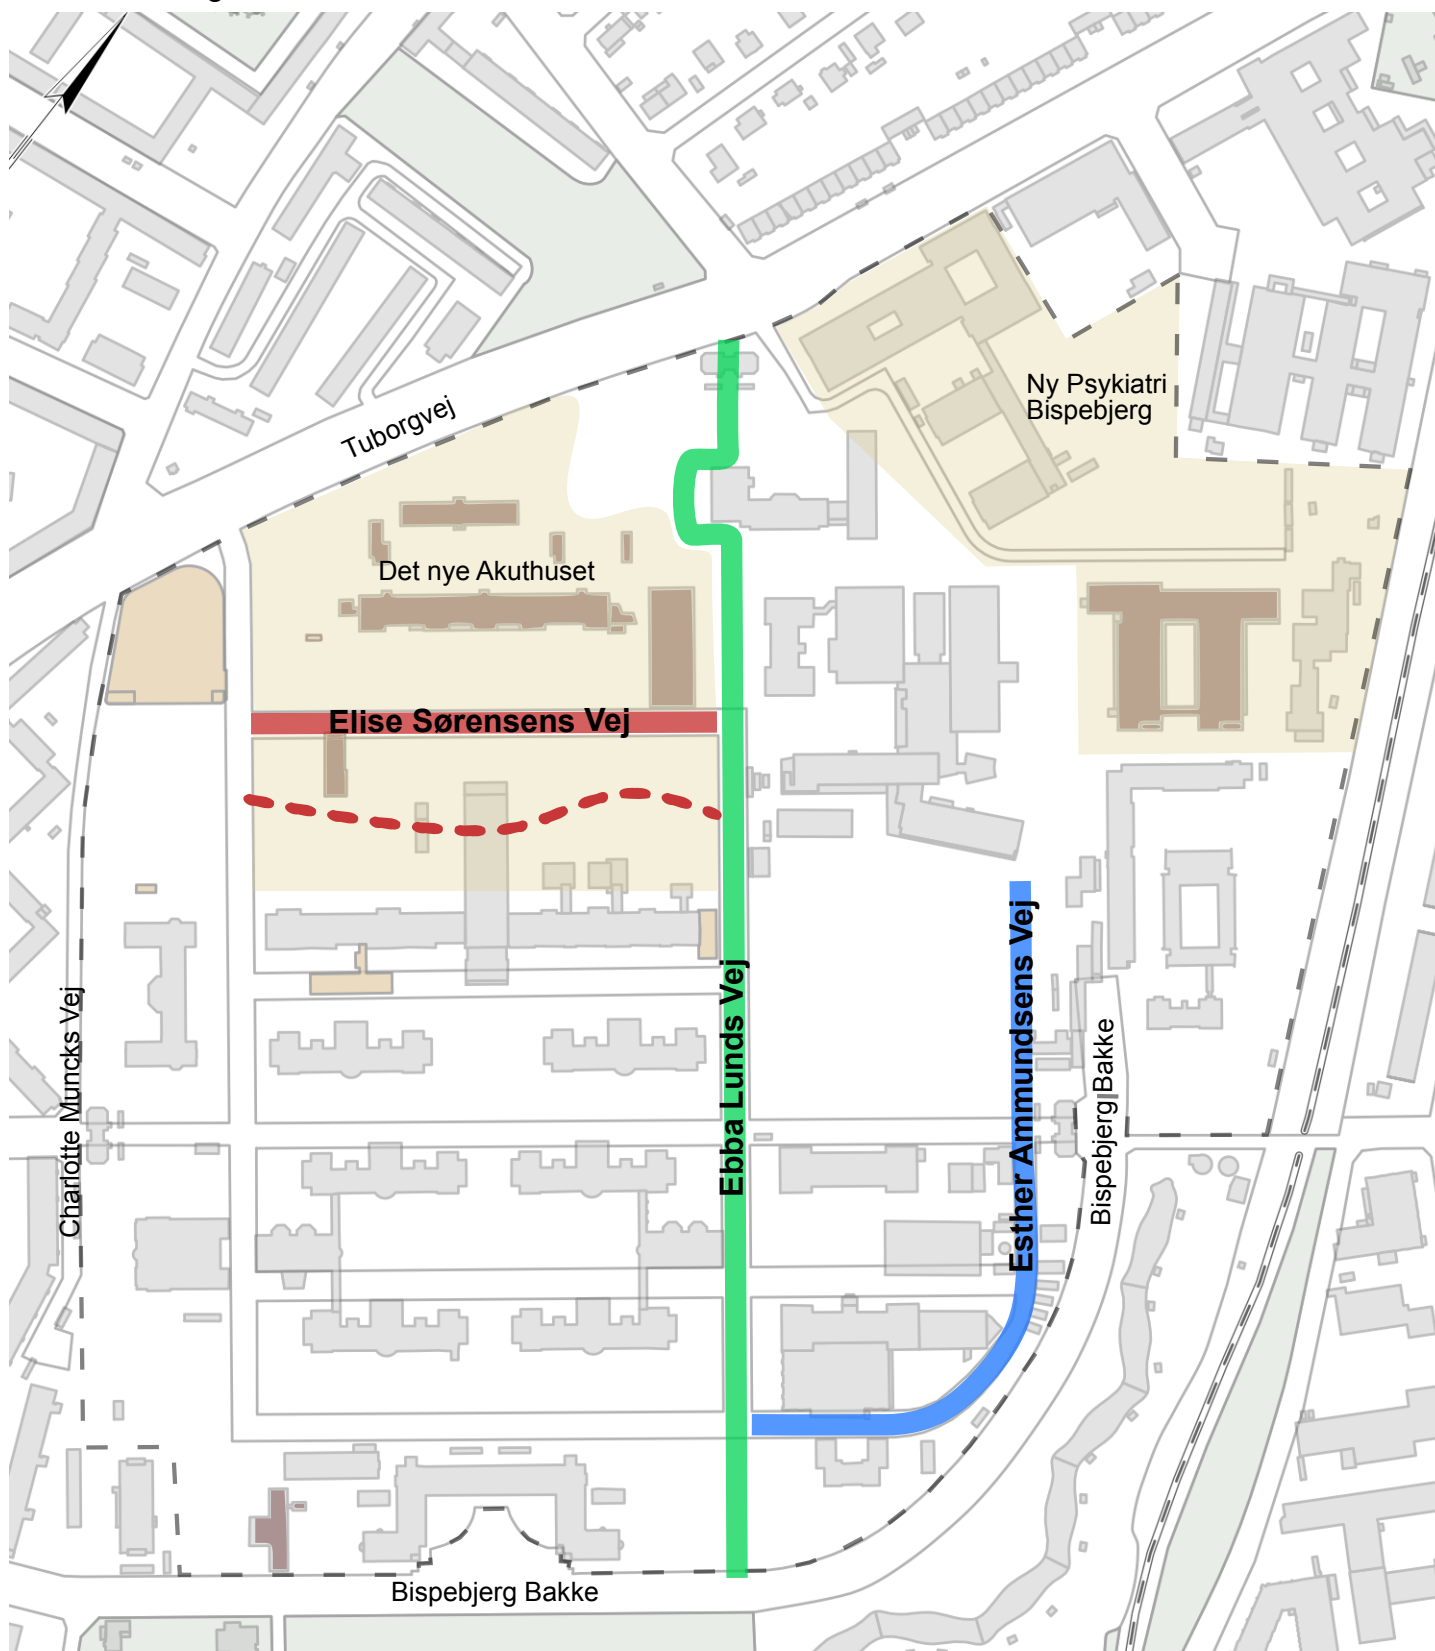 Ny Psykiatri
Bispebjerg
Tuborgvej
Det nye Akuthuset
Elise Sørensens Vej
Esther Ammundsens Vej
Ebba Lunds Vej
Charlotte Muncks Vej
Bispebjerg Bakke
Bispebjerg Bakke